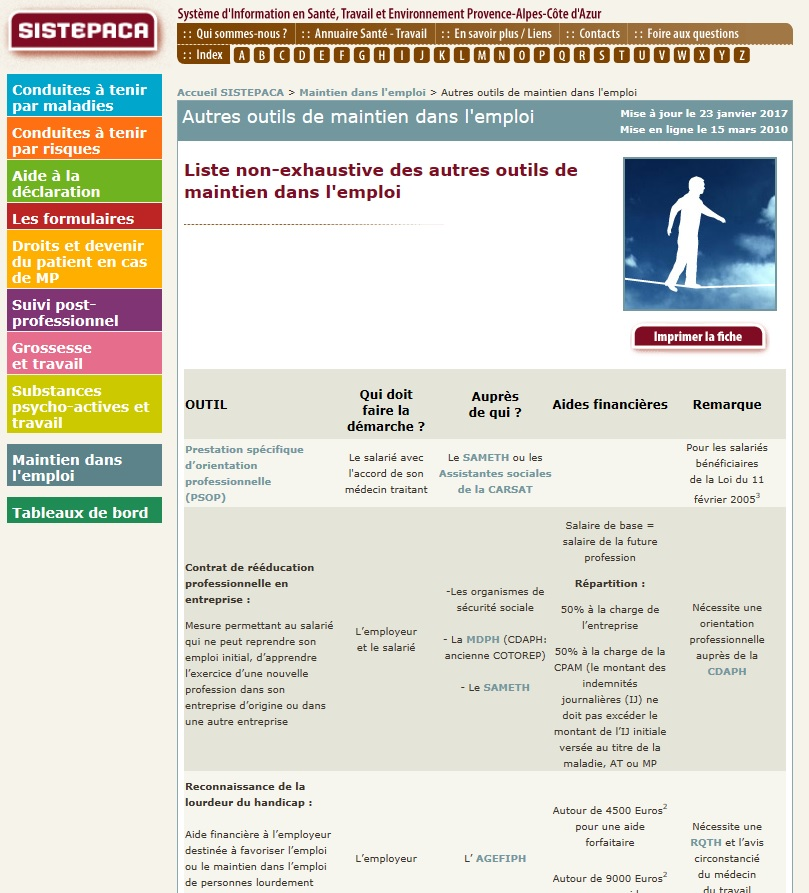 SISTEPACA
Système d'Information en Santé, Travail et Environnement Provence-Alpes-Côte d'Azur
:: Qui sommes-nous ? :: Annuaire Santé - Travail :: En savoir plus / Liens :: Contacts :: Foire aux questions
:: Index A B C D E F G H I J K L M N O P Q R S T U V W X Y Z
Conduites à tenir
par maladies
Conduites à tenir
par risques
Aide à la
déclaration
Les formulaires
Droits et devenir
du patient en cas
de MP
Suivi post-
professionnel
Grossesse
et travail
Substances
psycho-actives et
travail
Maintien dans
l'emploi
Tableaux de bord
Accueil SISTEPACA > Maintien dans l'emploi > Autres outils de maintien dans l'emploi
Autres outils de maintien dans l'emploi
Mise à jour le 23 janvier 2017
Mise en ligne le 15 mars 2010
Liste non-exhaustive des autres outils de
maintien dans l'emploi
Imprimer la fiche
OUTIL
Qui doit
faire la
démarche ?
Auprès
de qui ?
Aides financières
Remarque
Prestation spécifique
d'orientation
professionnelle
(PSOP)
Le salarié avec
l'accord de son
médecin traitant
Le SAMETH ou les
Assistantes sociales
de la CARSAT
Pour les salariés
bénéficiaires
de la Loi du 11
février 2005³
Contrat de rééducation
professionnelle en
entreprise :
Mesure permettant au salarié
qui ne peut reprendre son
emploi initial, d'apprendre
l'exercice d'une nouvelle
profession dans son
entreprise d'origine ou dans
une autre entreprise
L'employeur
et le salarié
-Les organismes de
sécurité sociale
- La MDPH (CDAPH:
ancienne COTOREP)
- Le SAMETH
Salaire de base =
salaire de la future
profession
Répartition :
50% à la charge de
l'entreprise
50% à la charge de la
CPAM (le montant des
indemnités
journalières (IJ) ne
doit pas excéder le
montant de l'IJ initiale
versée au titre de la
maladie, AT ou MP
Nécessite une
orientation
professionnelle
auprès de la
CDAPH
Reconnaissance de la
lourdeur du handicap :
Aide financière à l'employeur
destinée à favoriser l'emploi
ou le maintien dans l'emploi
de personnes lourdement
L'employeur
L' AGEFIPH
Autour de 4500 Euros²
pour une aide
forfaitaire
Autour de 9000 Euros²
Nécessite une
RQTH et l'avis
circonstancié
du médecin
du travail